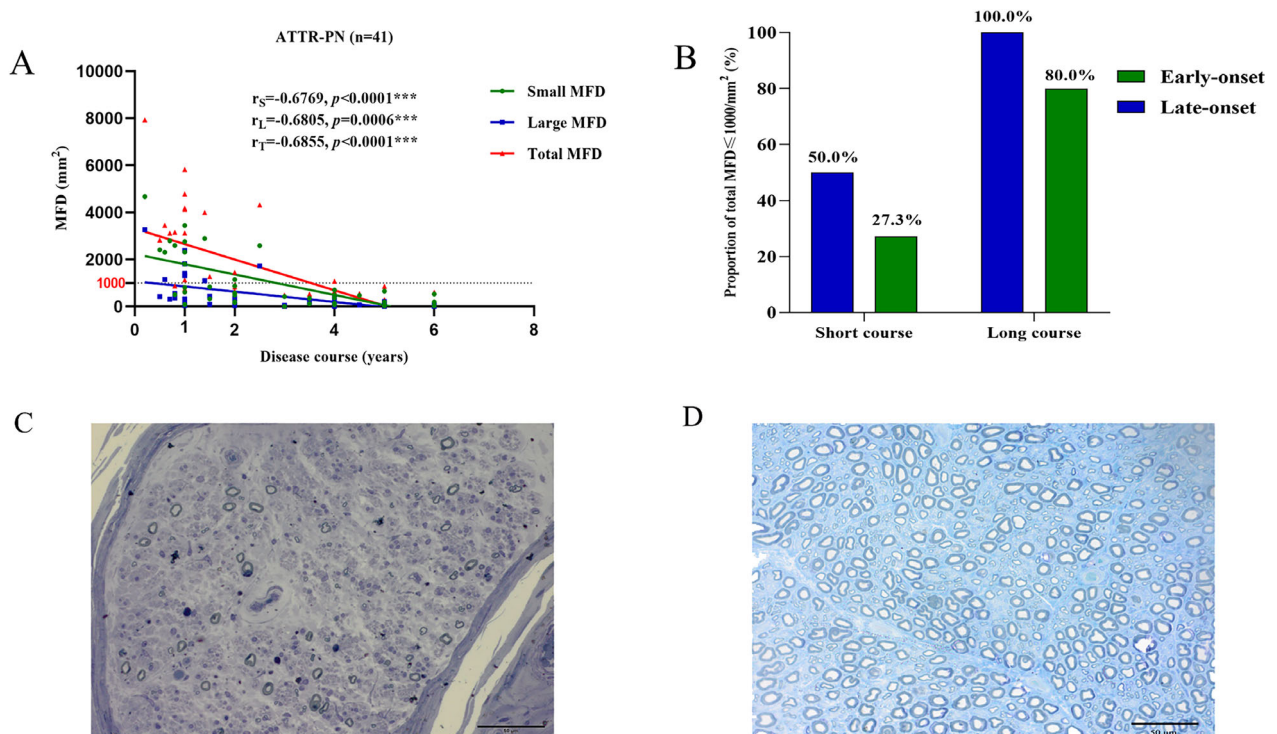 A
ATTR-PN (n=41)
MFD (mm²)
10000
8000
6000
4000
2000
1000
0
rS=-0.6769, p<0.0001***
rL=-0.6805, p=0.0006***
rT=-0.6855, p<0.0001***
Small MFD
Large MFD
Total MFD
0 1 2 4 6 8
Disease course (years)
B
Proportion of total MFD≤1000/mm² (%)
100
80
60
40
20
0
50.0%
27.3%
100.0%
80.0%
Short course
Long course
Early-onset
Late-onset
C
D
50 μm